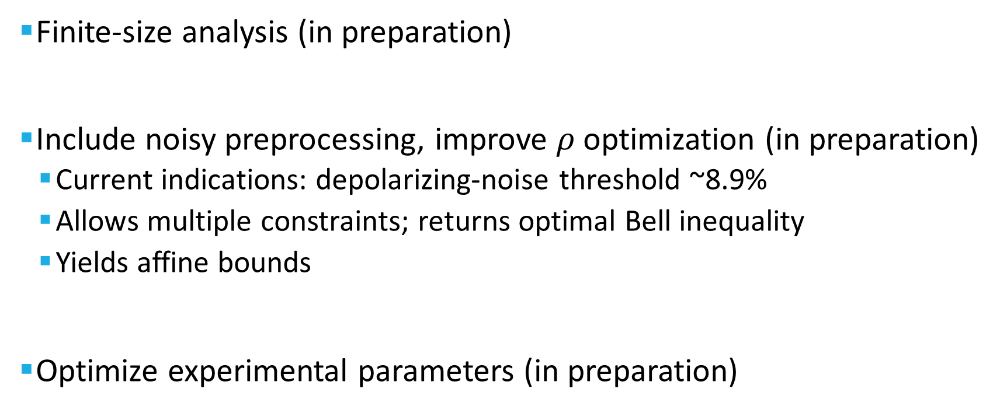 ▪Finite-size analysis (in preparation)
▪Include noisy preprocessing, improve 𝜌 optimization (in preparation)
▪Current indications: depolarizing-noise threshold ~8.9%
▪Allows multiple constraints; returns optimal Bell inequality
▪Yields affine bounds
▪Optimize experimental parameters (in preparation)